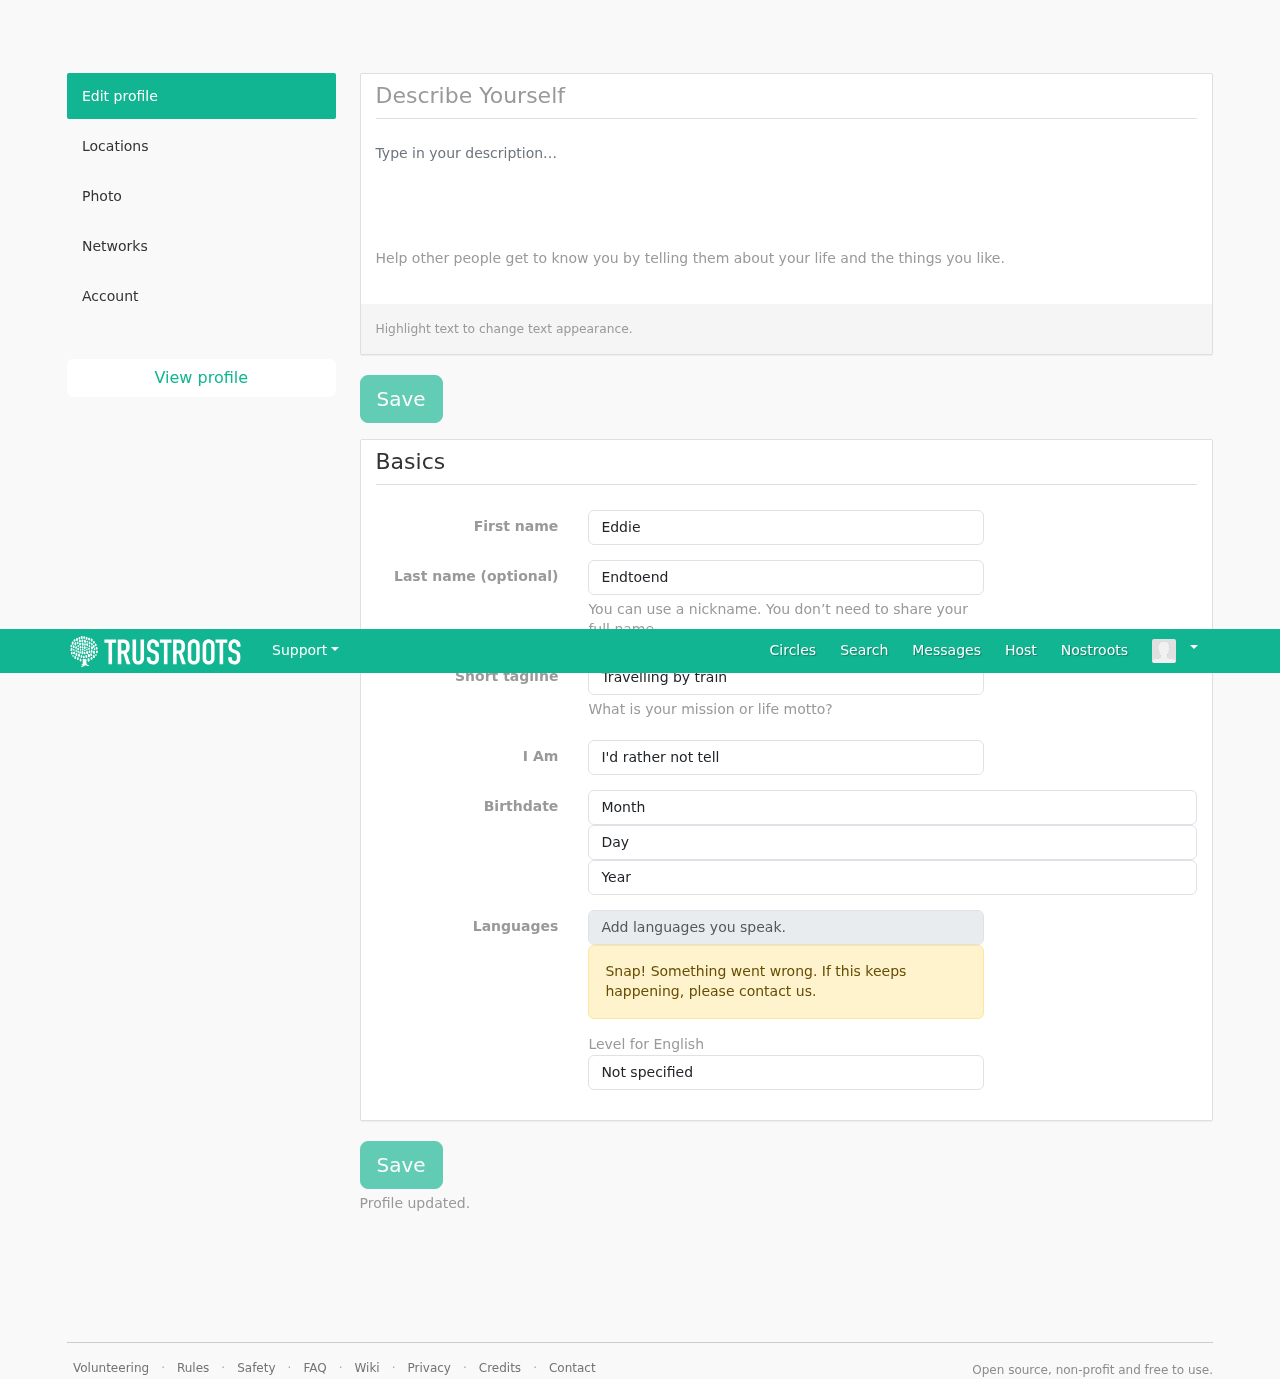 Edit profile
Locations
Photo
Networks
Account
View profile
Describe Yourself
Type in your description...
Help other people get to know you by telling them about your life and the things you like.
Highlight text to change text appearance.
Save
Basics
First name
Eddie
Last name (optional)
Endtoend
You can use a nickname. You don’t need to share your
full name
TRUSTROOTS
Support
Circles
Search
Messages
Host
Nostroots
Short tagline
Travelling by train
What is your mission or life motto?
I Am
I'd rather not tell
Birthdate
Month
Day
Year
Languages
Add languages you speak.
Snap! Something went wrong. If this keeps
happening, please contact us.
Level for English
Not specified
Save
Profile updated.
Volunteering · Rules · Safety · FAQ · Wiki · Privacy · Credits · Contact
Open source, non-profit and free to use.